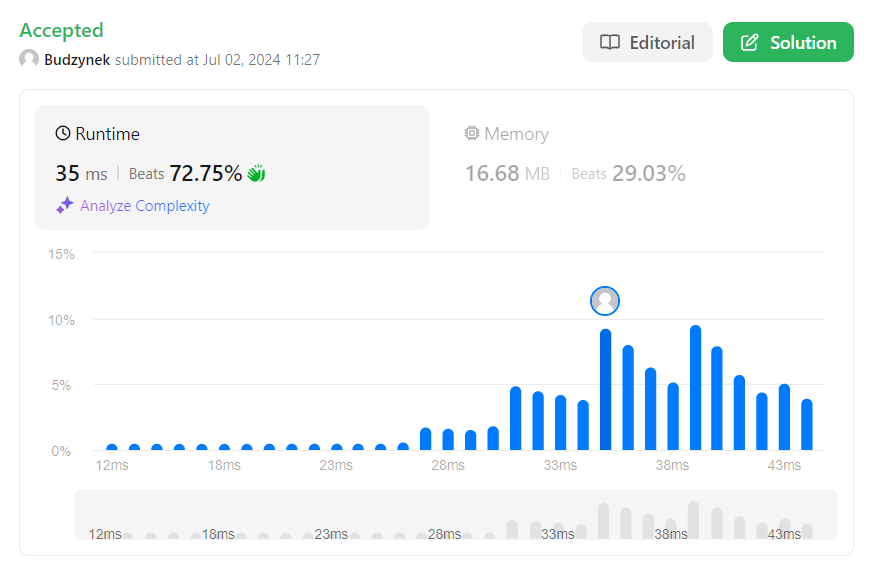 Accepted
Budzynek submitted at Jul 02, 2024 11:27
Editorial
Solution
Runtime
35 ms | Beats 72.75%
Analyze Complexity
Memory
16.68 MB | Beats 29.03%
15%
10%
5%
0%
12ms 18ms 23ms 28ms 33ms 38ms 43ms
12ms 18ms 23ms 28ms 33ms 38ms 43ms